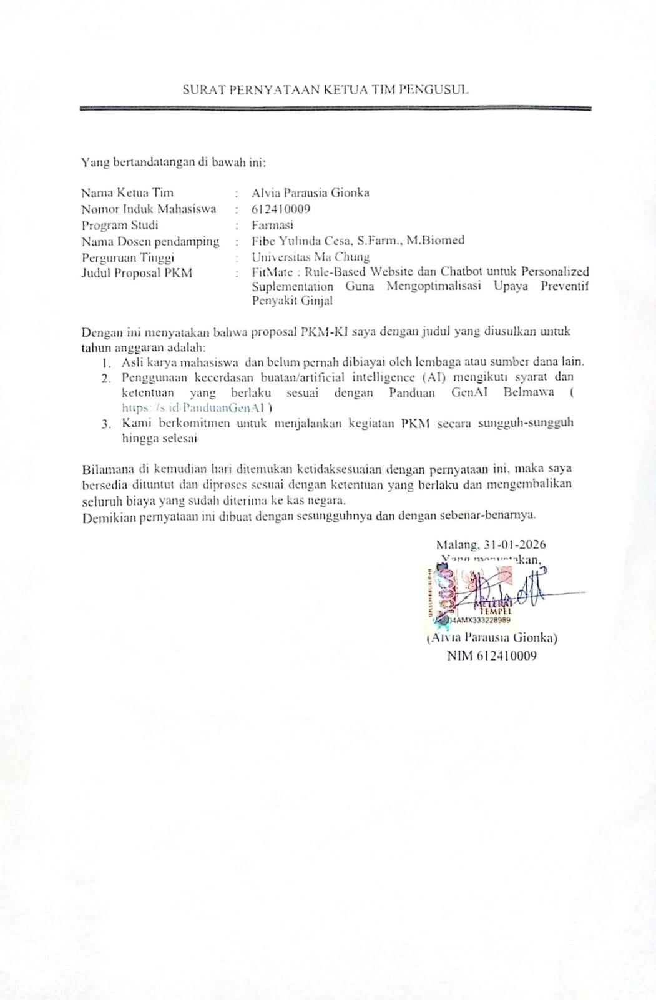 SURAT PERNYATAAN KETUA TIM PENGUSUL
Yang bertandatangan di bawah ini:
Nama Ketua Tim : Alvia Parausia Gionka
Nomor Induk Mahasiswa : 612410009
Program Studi : Farmasi
Nama Dosen pendamping : Fibe Yulinda Cesa, S.Farm., M.Biomed
Perguruan Tinggi : Universitas Ma Chung
Judul Proposal PKM : FitMate : Rule-Based Website dan Chatbot untuk Personalized
Suplementation Guna Mengoptimalisasi Upaya Preventif
Penyakit Ginjal
Dengan ini menyatakan bahwa proposal PKM-KI saya dengan judul yang diusulkan untuk
tahun anggaran adalah:
1. Asli karya mahasiswa dan belum pernah dibiayai oleh lembaga atau sumber dana lain.
2. Penggunaan kecerdasan buatan/artificial intelligence (AI) mengikuti syarat dan
ketentuan yang berlaku sesuai dengan Panduan GenAI Belmawa (
https://s.id/PanduanGenAI )
3. Kami berkomitmen untuk menjalankan kegiatan PKM secara sungguh-sungguh
hingga selesai
Bilamana di kemudian hari ditemukan ketidaksesuaian dengan pernyataan ini, maka saya
bersedia dituntut dan diproses sesuai dengan ketentuan yang berlaku dan mengembalikan
seluruh biaya yang sudah diterima ke kas negara.
Demikian pernyataan ini dibuat dengan sesungguhnya dan dengan sebenar-benarnya.
Malang, 31-01-2026
Yang menyatakan,
SEPULUH RIBU RUPIAH
10000
METERAI
TEMPEL
AMX333228989
(Alvia Parausia Gionka)
NIM 612410009